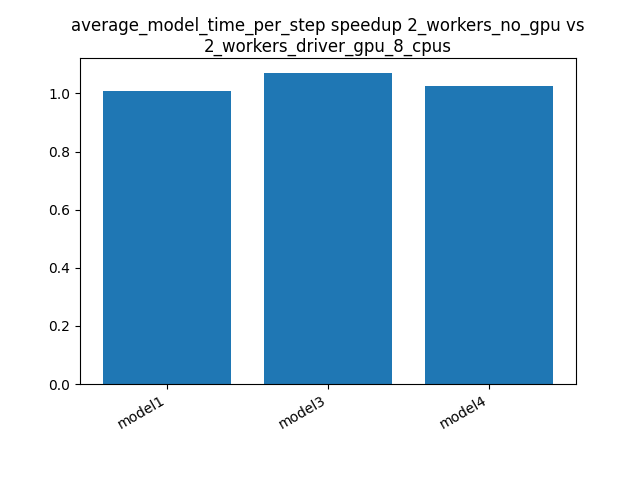 average_model_time_per_step speedup 2_workers_no_gpu vs
2_workers_driver_gpu_8_cpus
1.0
0.8
0.6
0.4
0.2
0.0
model1
model3
model4